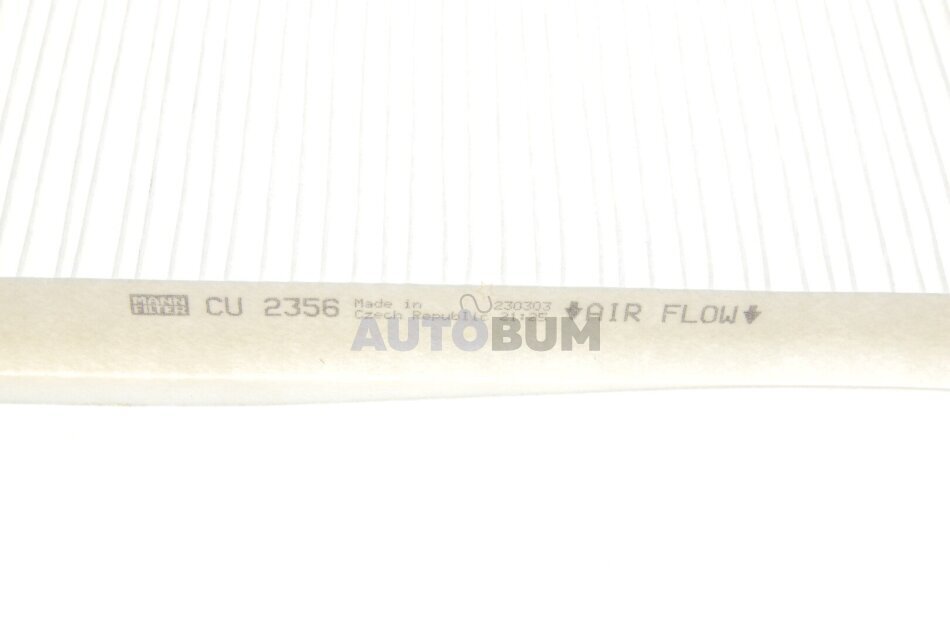 MANN FILTER CU 2356 Made in Czech Republic 230303 ↓AIR FLOW↓
AUTOBUM